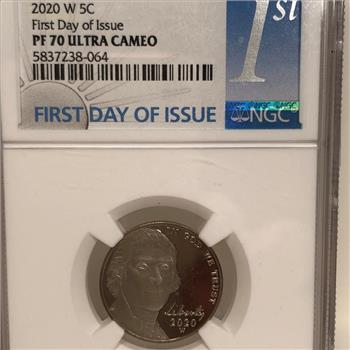 2020 W 5C
First Day of Issue
PF 70 ULTRA CAMEO
5837238-064
1st
FIRST DAY OF ISSUE
NGC
IN GOD WE TRUST
Liberty
2020
W